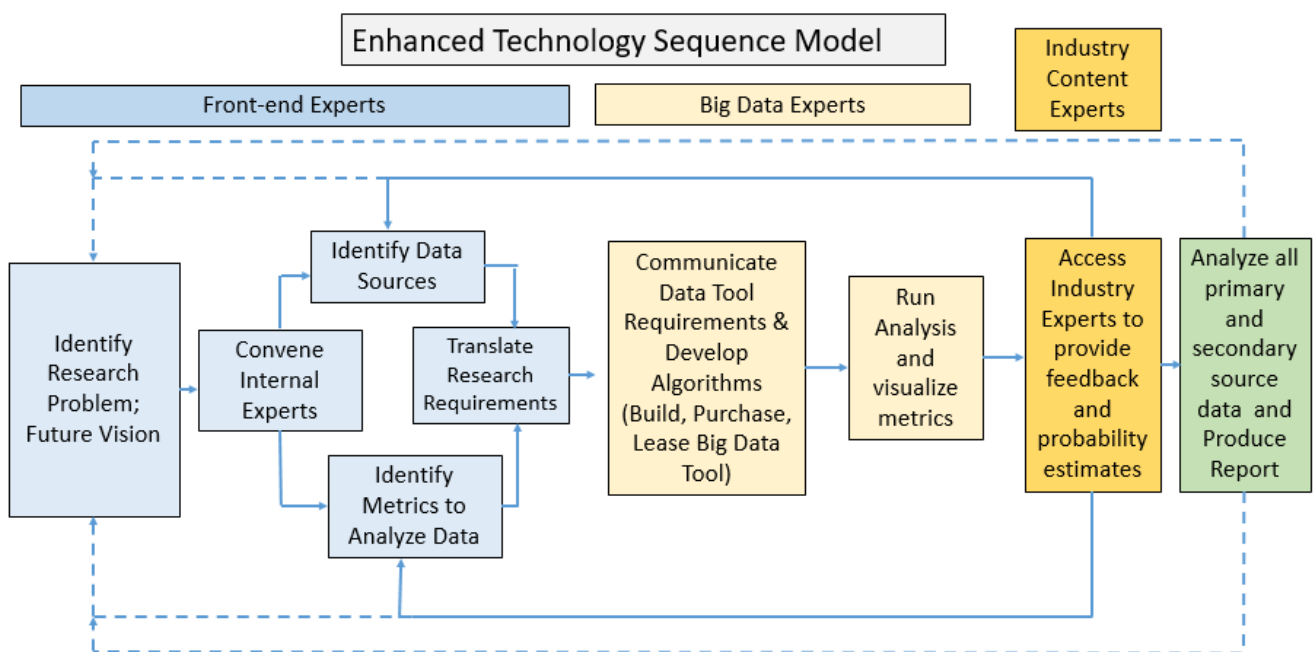 Enhanced Technology Sequence Model
Industry
Content
Experts
Front-end Experts
Big Data Experts
Identify
Research
Problem;
Future Vision
Convene
Internal
Experts
Identify Data
Sources
Identify
Metrics to
Analyze Data
Translate
Research
Requirements
Communicate
Data Tool
Requirements &
Develop
Algorithms
(Build, Purchase,
Lease Big Data
Tool)
Run
Analysis
and
visualize
metrics
Access
Industry
Experts to
provide
feedback
and
probability
estimates
Analyze all
primary
and
secondary
source
data and
Produce
Report